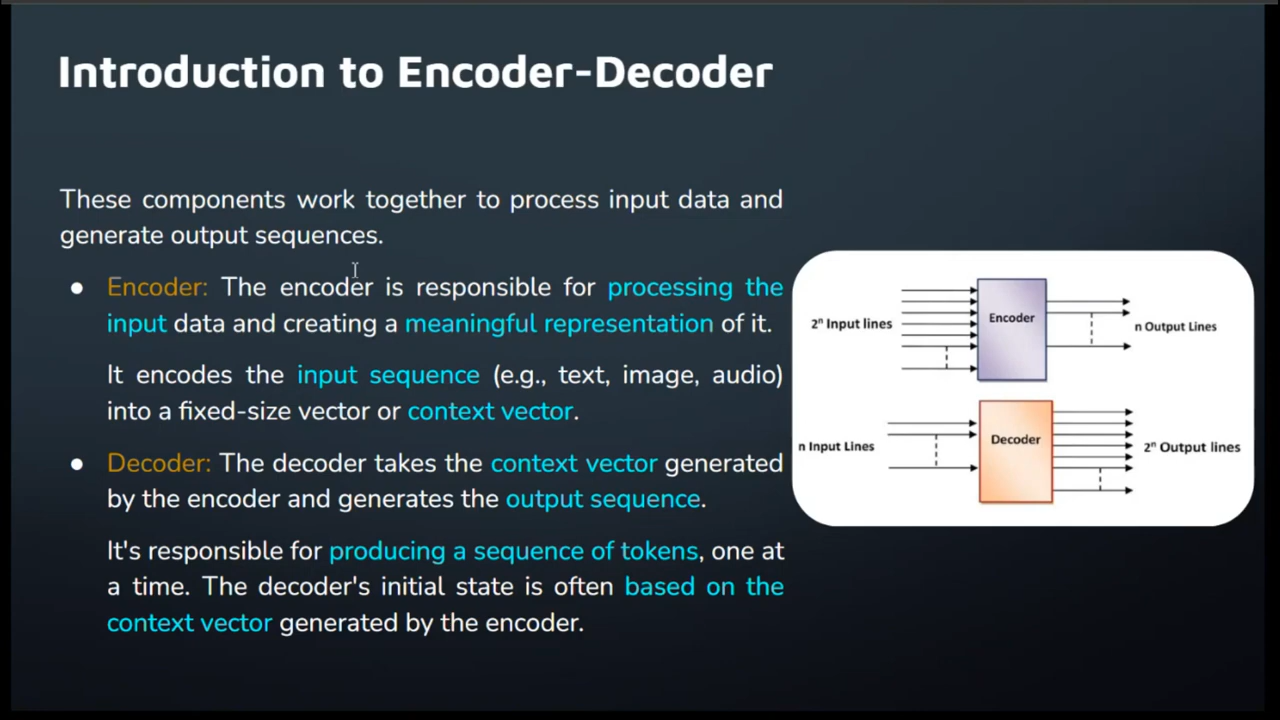 Introduction to Encoder-Decoder
These components work together to process input data and
generate output sequences.
● Encoder: The encoder is responsible for processing the
input data and creating a meaningful representation of it.
It encodes the input sequence (e.g., text, image, audio)
into a fixed-size vector or context vector.
● Decoder: The decoder takes the context vector generated
by the encoder and generates the output sequence.
It's responsible for producing a sequence of tokens, one at
a time. The decoder's initial state is often based on the
context vector generated by the encoder.
2ⁿ Input lines
Encoder
n Output Lines
n Input Lines
Decoder
2ⁿ Output lines